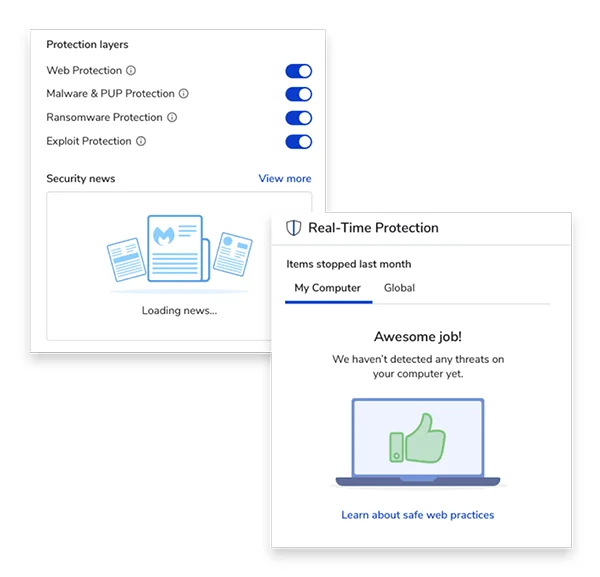 Protection layers
Web Protection
Malware & PUP Protection
Ransomware Protection
Exploit Protection
Security news View more
Loading news...
Real-Time Protection
Items stopped last month
My Computer Global
Awesome job!
We haven't detected any threats on
your computer yet.
Learn about safe web practices